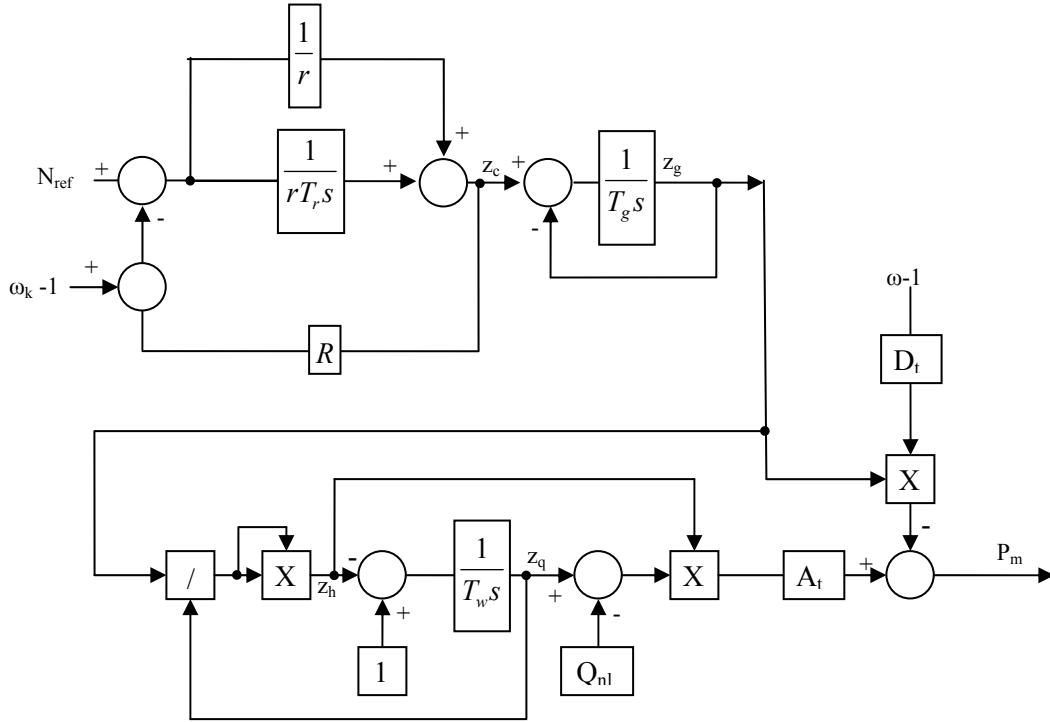 1
r
+
N_ref
+
1
rT_r s
+
z_c
+
1
T_g s
z_g
-
-
ω_k -1
+
R
ω-1
D_t
X
-
/
X
z_h
-
+
1
1
T_w s
z_q
+
-
Q_nl
X
A_t
+
P_m